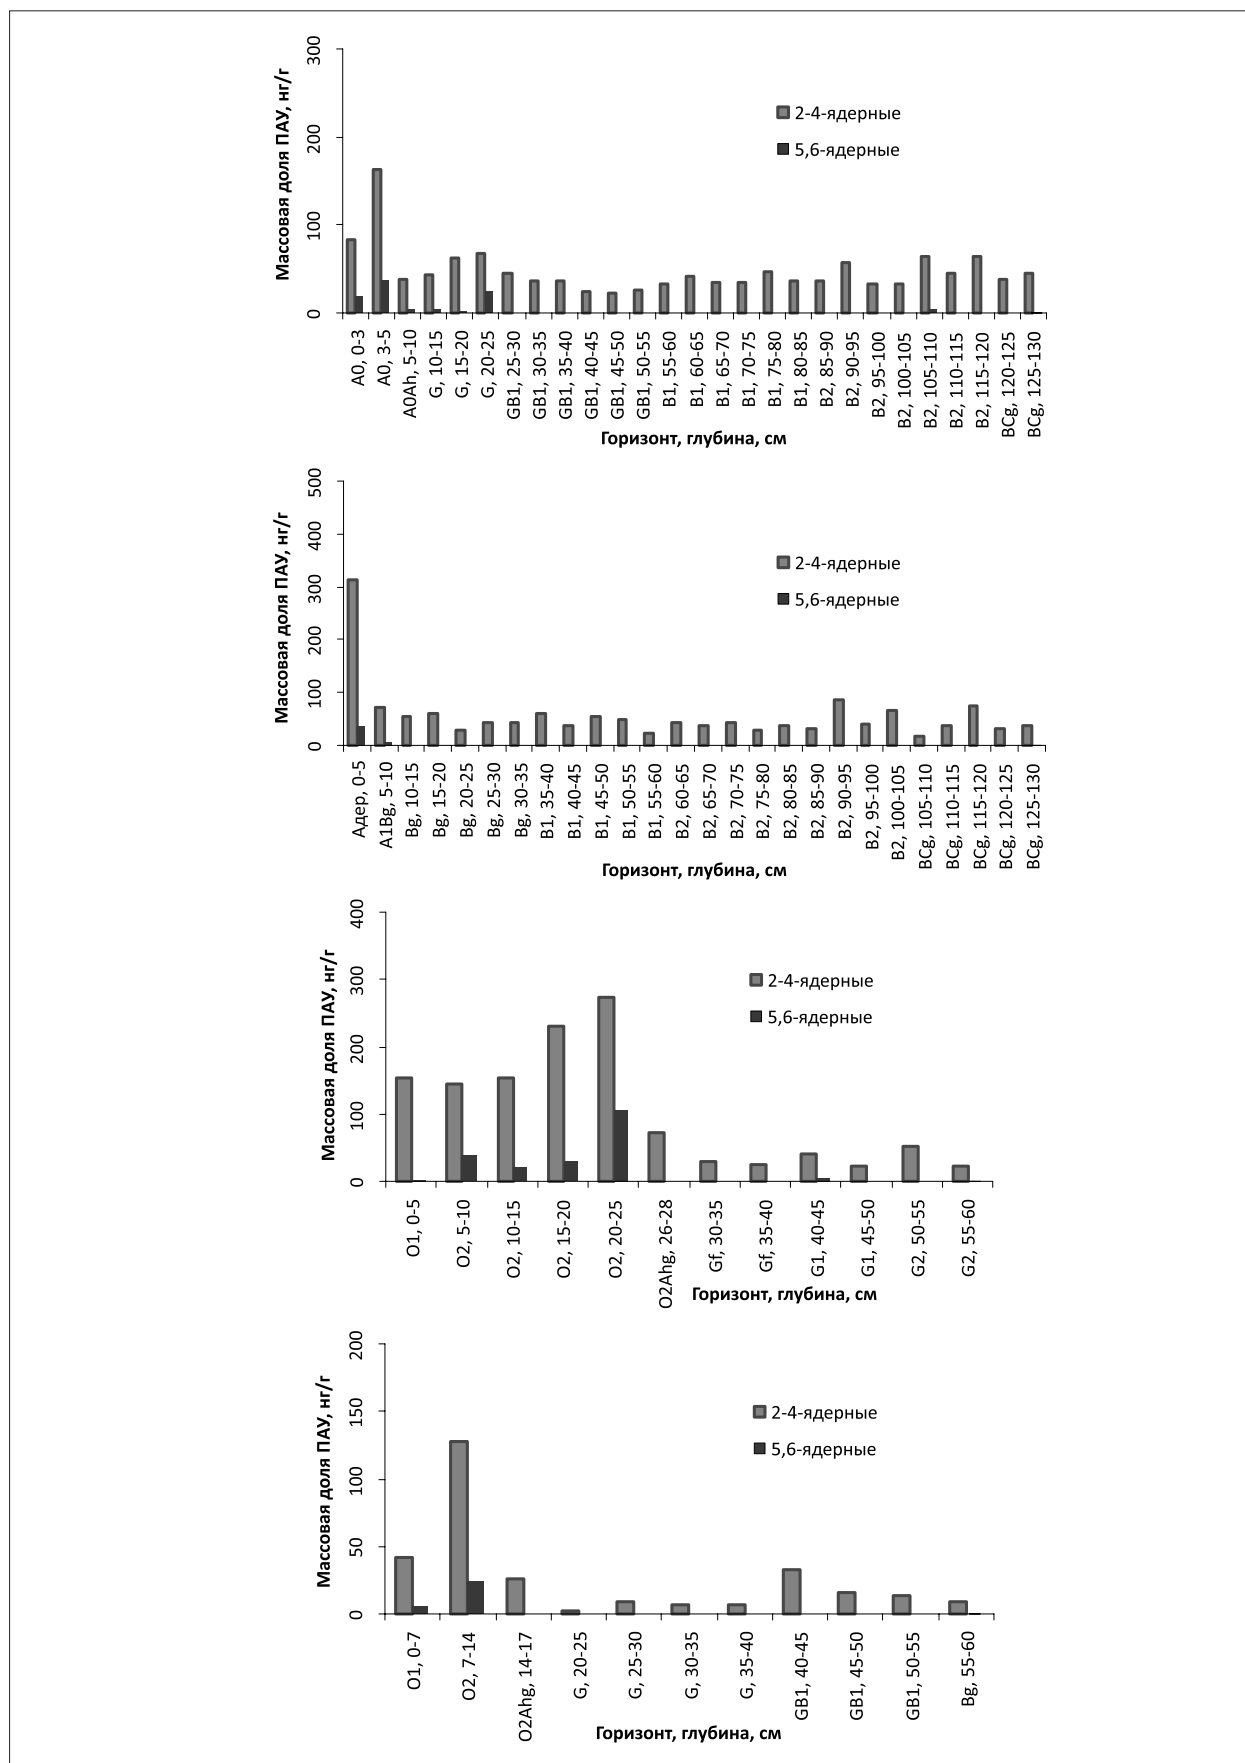 Массовая доля ПАУ, нг/г
300
200
100
0
2-4-ядерные
5,6-ядерные
A0, 0-3
A0, 3-5
A0Ah, 5-10
G, 10-15
G, 15-20
G, 20-25
GB1, 25-30
GB1, 30-35
GB1, 35-40
GB1, 40-45
GB1, 45-50
GB1, 50-55
B1, 55-60
B1, 60-65
B1, 65-70
B1, 70-75
B1, 75-80
B1, 80-85
B2, 85-90
B2, 90-95
B2, 95-100
B2, 100-105
B2, 105-110
B2, 110-115
B2, 115-120
BCg, 120-125
BCg, 125-130
Горизонт, глубина, см
Массовая доля ПАУ, нг/г
500
400
300
200
100
0
2-4-ядерные
5,6-ядерные
Адер, 0-5
A1Bg, 5-10
Bg, 10-15
Bg, 15-20
Bg, 20-25
Bg, 25-30
Bg, 30-35
B1, 35-40
B1, 40-45
B1, 45-50
B1, 50-55
B1, 55-60
B2, 60-65
B2, 65-70
B2, 70-75
B2, 75-80
B2, 80-85
B2, 85-90
B2, 90-95
B2, 95-100
B2, 100-105
BCg, 105-110
BCg, 110-115
BCg, 115-120
BCg, 120-125
BCg, 125-130
Горизонт, глубина, см
Массовая доля ПАУ, нг/г
400
300
200
100
0
2-4-ядерные
5,6-ядерные
O1, 0-5
O2, 5-10
O2, 10-15
O2, 15-20
O2, 20-25
O2Ahg, 26-28
Gf, 30-35
Gf, 35-40
G1, 40-45
G1, 45-50
G2, 50-55
G2, 55-60
Горизонт, глубина, см
Массовая доля ПАУ, нг/г
200
150
100
50
0
2-4-ядерные
5,6-ядерные
O1, 0-7
O2, 7-14
O2Ahg, 14-17
G, 20-25
G, 25-30
G, 30-35
G, 35-40
GB1, 40-45
GB1, 45-50
GB1, 50-55
Bg, 55-60
Горизонт, глубина, см